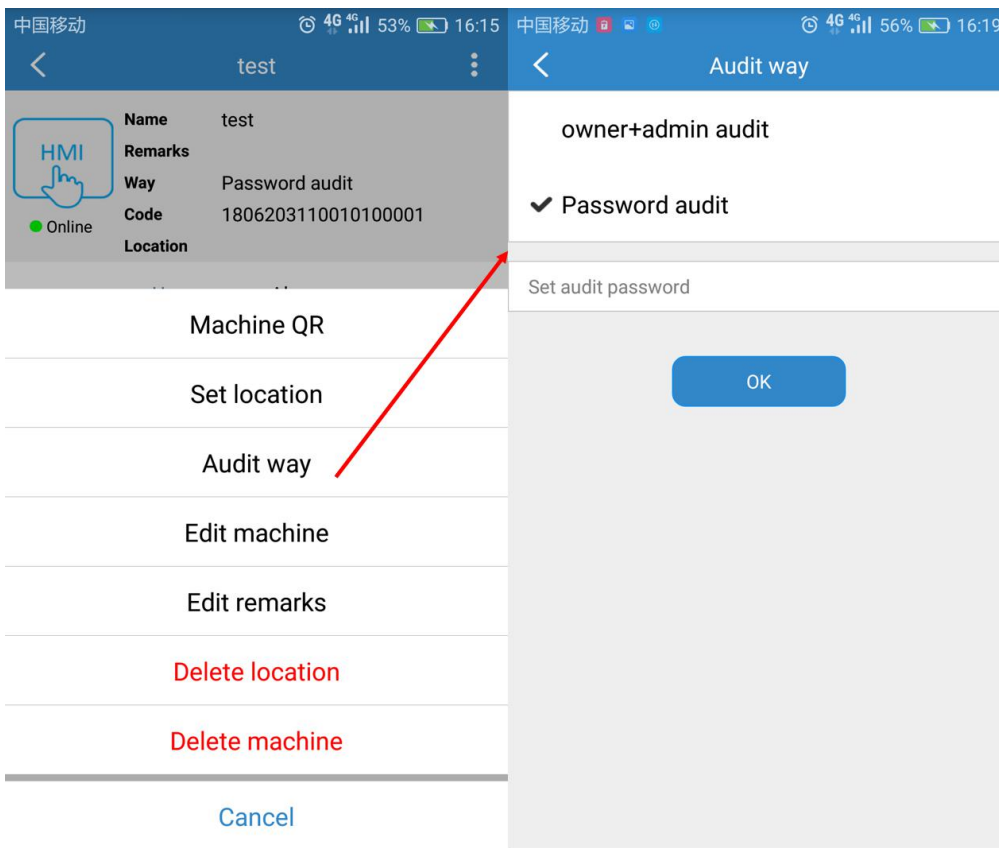 中国移动 4G 4G 53% 16:15
test
HMI
Online
Name test
Remarks
Way Password audit
Code 1806203110010100001
Location
Machine QR
Set location
Audit way
Edit machine
Edit remarks
Delete location
Delete machine
Cancel
中国移动 4G 4G 56% 16:19
Audit way
owner+admin audit
Password audit
Set audit password
OK